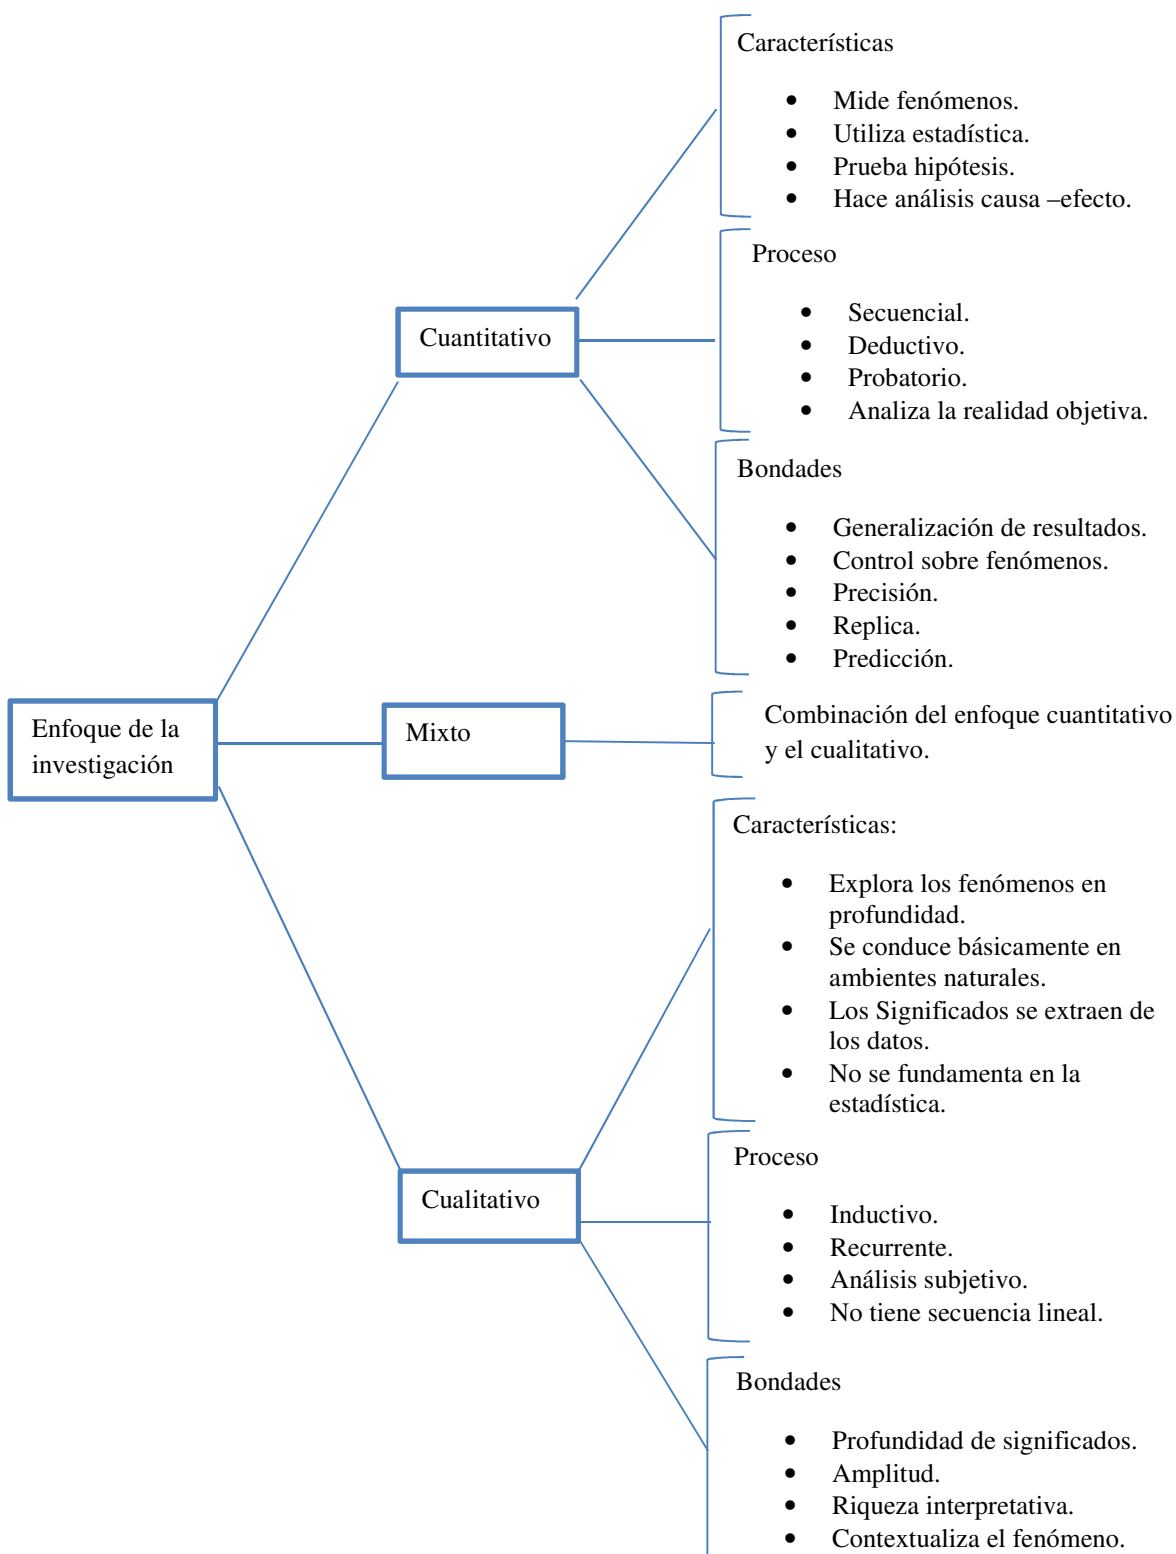 Enfoque de la
investigación
Cuantitativo
Características
• Mide fenómenos.
• Utiliza estadística.
• Prueba hipótesis.
• Hace análisis causa –efecto.
Proceso
• Secuencial.
• Deductivo.
• Probatorio.
• Analiza la realidad objetiva.
Bondades
• Generalización de resultados.
• Control sobre fenómenos.
• Precisión.
• Replica.
• Predicción.
Mixto
Combinación del enfoque cuantitativo
y el cualitativo.
Cualitativo
Características:
• Explora los fenómenos en
profundidad.
• Se conduce básicamente en
ambientes naturales.
• Los Significados se extraen de
los datos.
• No se fundamenta en la
estadística.
Proceso
• Inductivo.
• Recurrente.
• Análisis subjetivo.
• No tiene secuencia lineal.
Bondades
• Profundidad de significados.
• Amplitud.
• Riqueza interpretativa.
• Contextualiza el fenómeno.